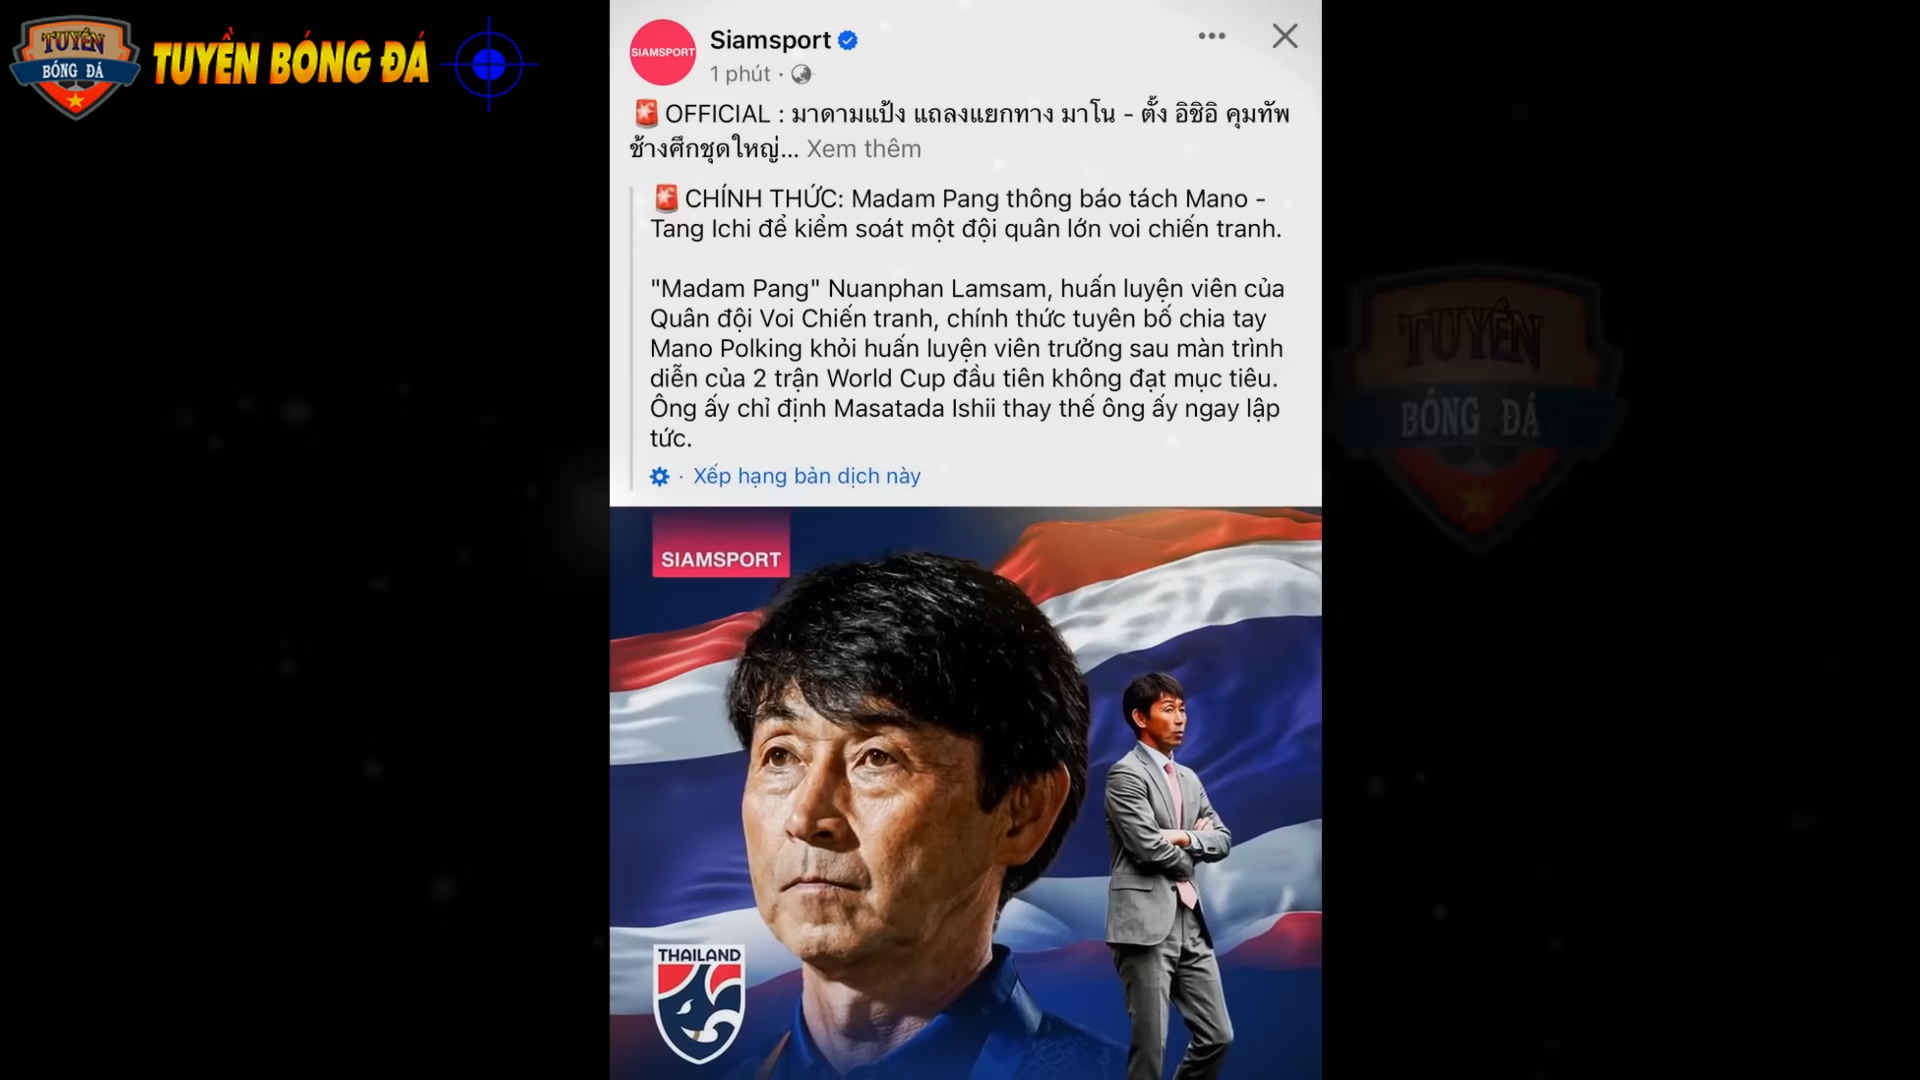 TUYỀN
BÓNG ĐÁ
TUYỀN BÓNG ĐÁ
SIAMSPORT
Siamsport
1 phút ·
🚨 OFFICIAL : มาดามแป้ง แถลงแยกทาง มาโน - ตั้ง อิชิอิ คุมทัพ
ช้างศึกชุดใหญ่... Xem thêm
🚨 CHÍNH THỨC: Madam Pang thông báo tách Mano -
Tang Ichi để kiểm soát một đội quân lớn voi chiến tranh.
"Madam Pang" Nuanphan Lamsam, huấn luyện viên của
Quân đội Voi Chiến tranh, chính thức tuyên bố chia tay
Mano Polking khỏi huấn luyện viên trưởng sau màn trình
diễn của 2 trận World Cup đầu tiên không đạt mục tiêu.
Ông ấy chỉ định Masatada Ishii thay thế ông ấy ngay lập
tức.
· Xếp hạng bản dịch này
SIAMSPORT
THAILAND
TUYỀN
BÓNG ĐÁ